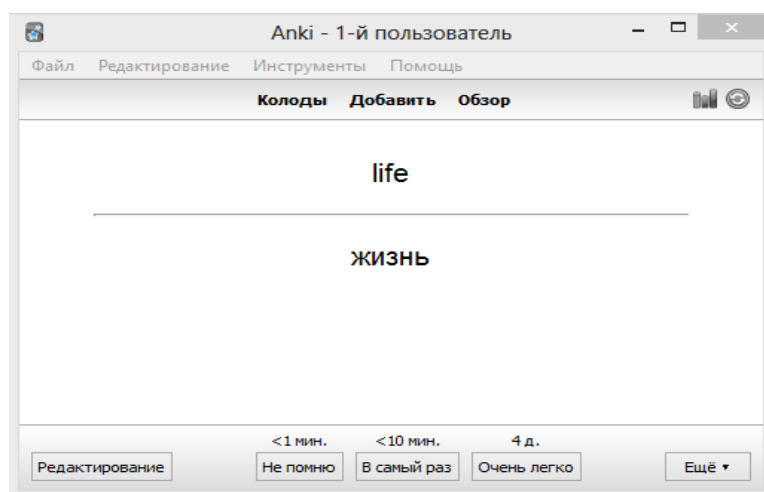 Anki - 1-й пользователь
Файл Редактирование Инструменты Помощь
Колоды Добавить Обзор
life
жизнь
<1 мин. <10 мин. 4 д.
Редактирование Не помню В самый раз Очень легко Ещё ▾